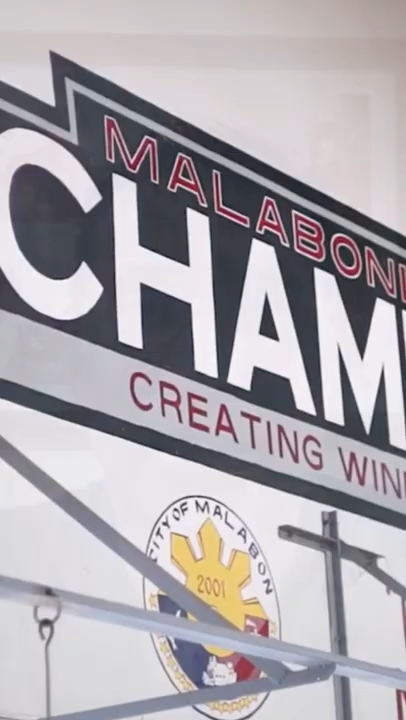 MALABON
CHAM
CREATING WIN
CITY OF MALABON
2001